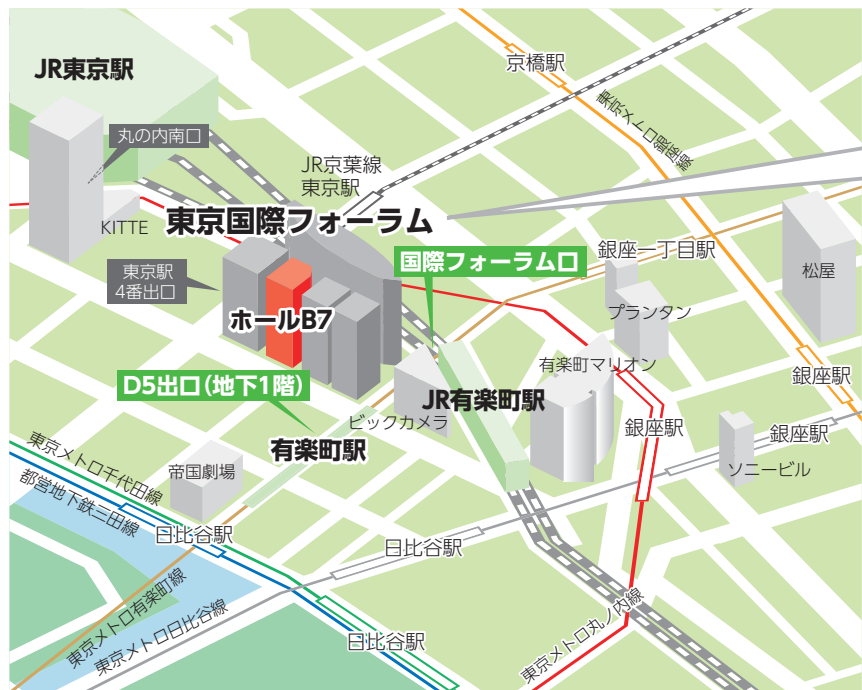 JR東京駅
京橋駅
東京メトロ銀座線
丸の内南口
JR京葉線
東京駅
KITTE
東京国際フォーラム
国際フォーラム口
銀座一丁目駅
松屋
東京駅
4番出口
ホールB7
プランタン
有楽町マリオン
D5出口(地下1階)
JR有楽町駅
銀座駅
ビックカメラ
有楽町駅
銀座駅
銀座駅
ソニービル
東京メトロ千代田線
都営地下鉄三田線
帝国劇場
日比谷駅
日比谷駅
東京メトロ有楽町線
東京メトロ日比谷線
日比谷駅
東京メトロ丸ノ内線